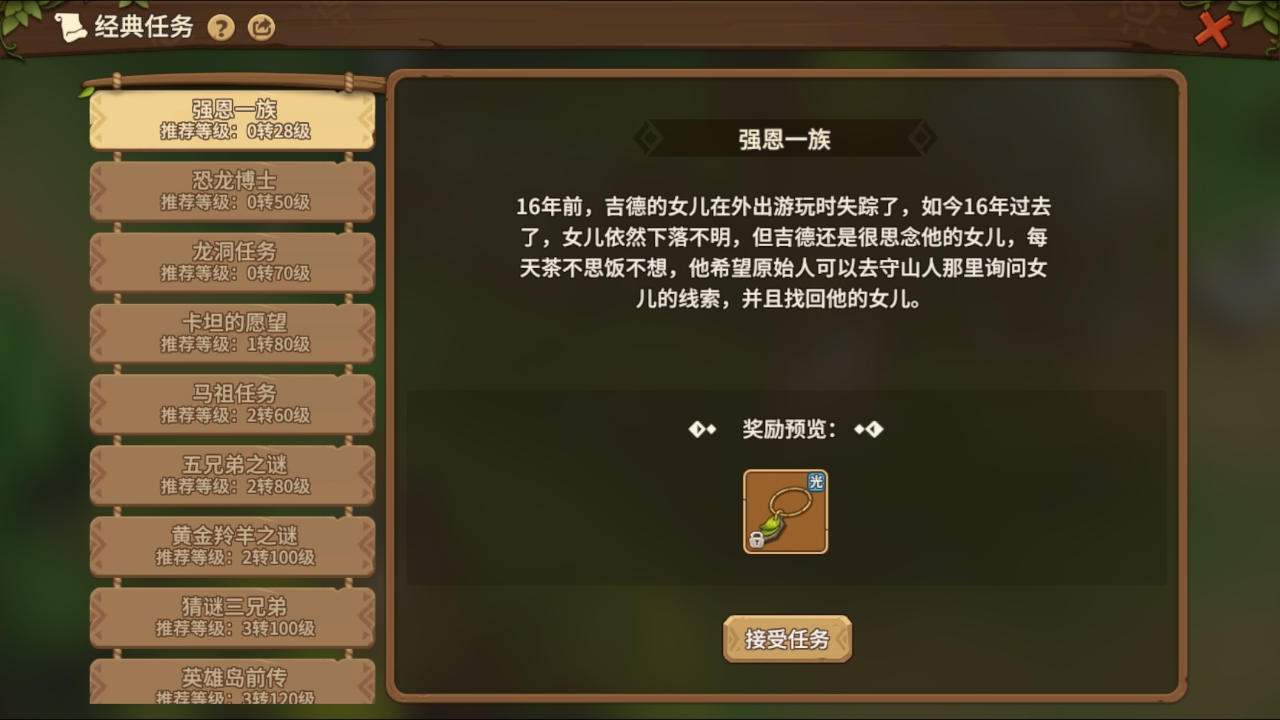 经典任务
强恩一族
推荐等级：0转28级
恐龙博士
推荐等级：0转50级
龙洞任务
推荐等级：0转70级
卡坦的愿望
推荐等级：1转80级
马祖任务
推荐等级：2转60级
五兄弟之谜
推荐等级：2转80级
黄金羚羊之谜
推荐等级：2转100级
猜谜三兄弟
推荐等级：3转100级
英雄岛前传
推荐等级：3转120级
强恩一族
16年前，吉德的女儿在外出游玩时失踪了，如今16年过去
了，女儿依然下落不明，但吉德还是很思念他的女儿，每
天茶不思饭不想，他希望原始人可以去守山人那里询问女
儿的线索，并且找回他的女儿。
奖励预览：
光
接受任务